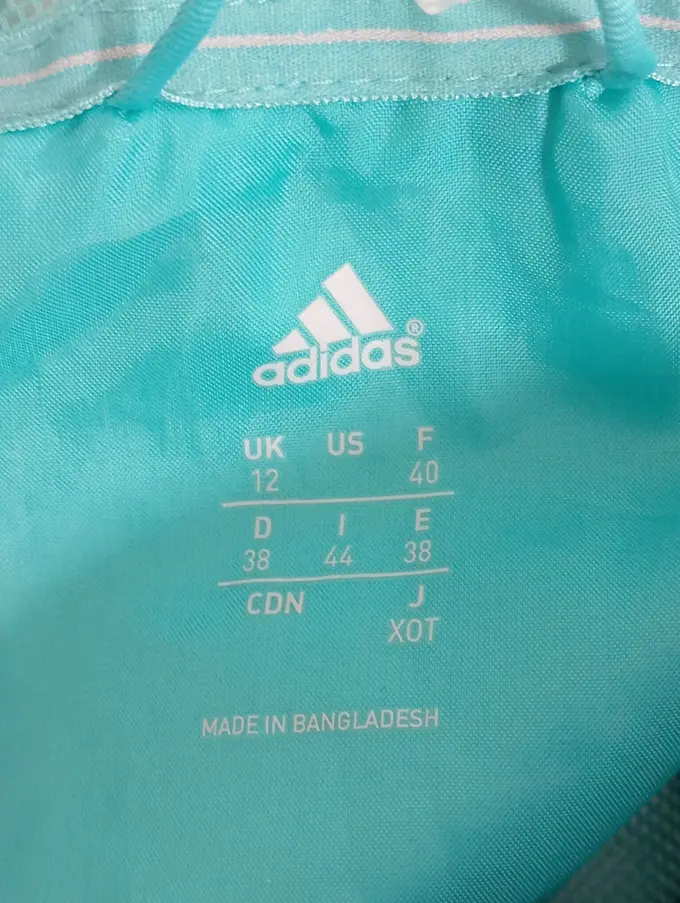 adidas®
UK US F
12 40
D I E
38 44 38
CDN J
XOT
MADE IN BANGLADESH